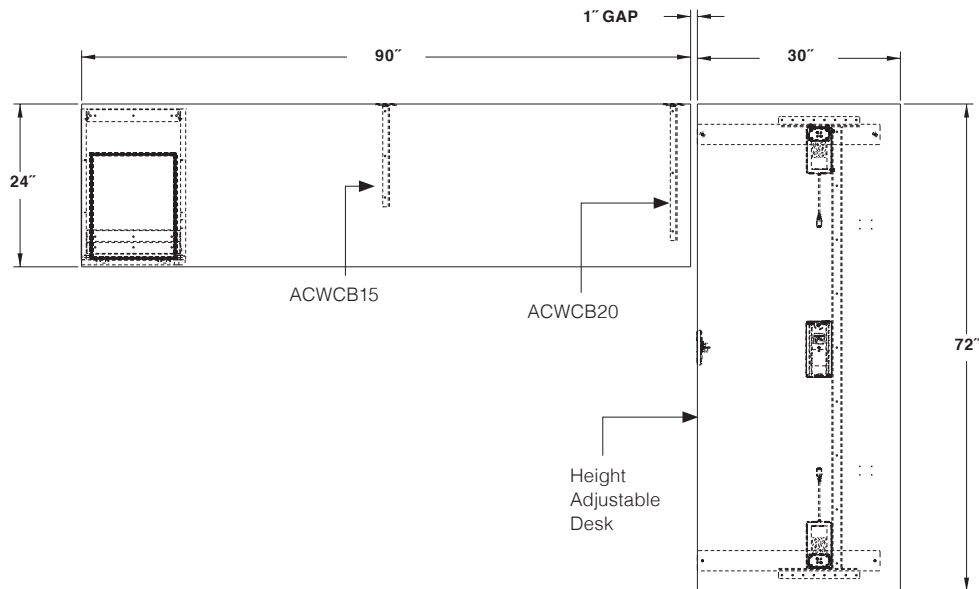 1″ GAP
90″
30″
24″
ACWCB15
ACWCB20
72″
Height
Adjustable
Desk